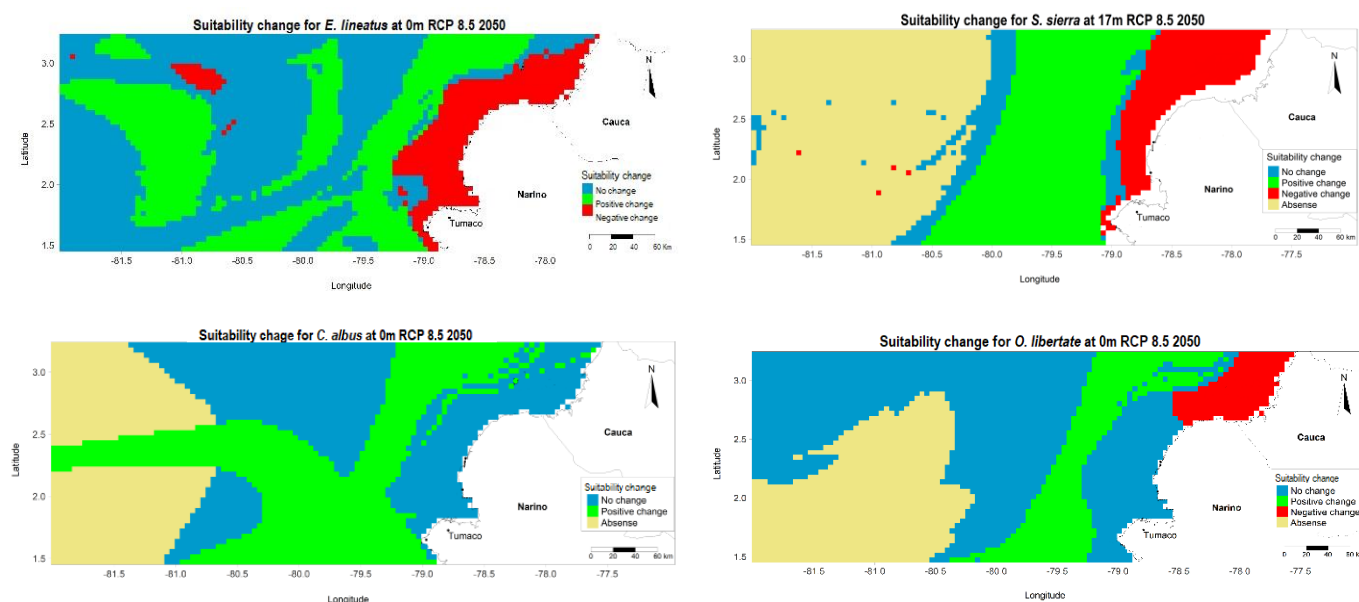 Suitability change for E. lineatus at 0m RCP 8.5 2050
3.0
2.5
2.0
1.5
Latitude
-81.5
-81.0
-80.5
-80.0
-79.5
-79.0
-78.5
-78.0
Longitude
N
Cauca
Narino
Tumaco
Suitability change
No change
Positive change
Negative change
0 20 40 60 Km
Suitability change for S. sierra at 17m RCP 8.5 2050
3.0
2.5
2.0
1.5
Latitude
-81.5
-81.0
-80.5
-80.0
-79.5
-79.0
-78.5
-78.0
-77.5
Longitude
N
Cauca
Narino
Tumaco
Suitability change
No change
Positive change
Negative change
Absense
0 20 40 60 km
Suitability chage for C. albus at 0m RCP 8.5 2050
3.0
2.5
2.0
1.5
Latitude
-81.5
-81.0
-80.5
-80.0
-79.5
-79.0
-78.5
-78.0
Longitude
N
Cauca
Narino
Tumaco
Suitability change
No change
Positive change
Absense
0 20 40 60 km
Suitability change for O. libertate at 0m RCP 8.5 2050
3.0
2.5
2.0
1.5
Latitude
-81.5
-81.0
-80.5
-80.0
-79.5
-79.0
-78.5
-78.0
-77.5
Longitude
N
Cauca
Narino
Tumaco
Suitability change
No change
Positive change
Negative change
Absense
0 20 40 50 km